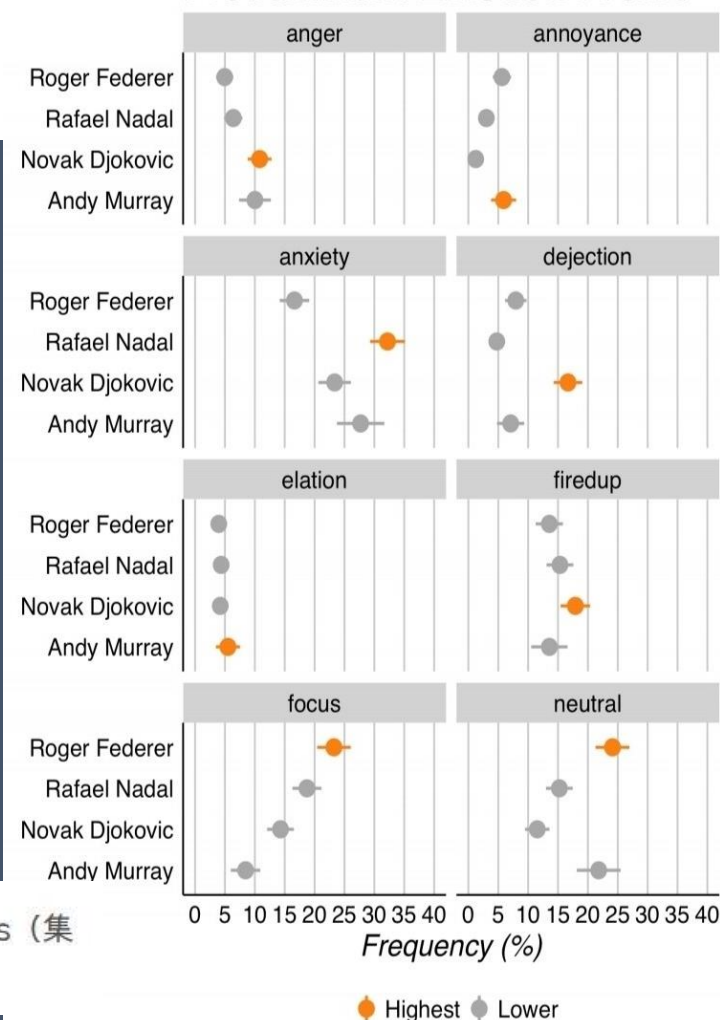 anger annoyance
Roger Federer
Rafael Nadal
Novak Djokovic
Andy Murray
anxiety dejection
Roger Federer
Rafael Nadal
Novak Djokovic
Andy Murray
elation firedup
Roger Federer
Rafael Nadal
Novak Djokovic
Andy Murray
focus neutral
Roger Federer
Rafael Nadal
Novak Djokovic
Andy Murray
s（集
0 5 10 15 20 25 30 35 40 0 5 10 15 20 25 30 35 40
Frequency (%)
Highest Lower